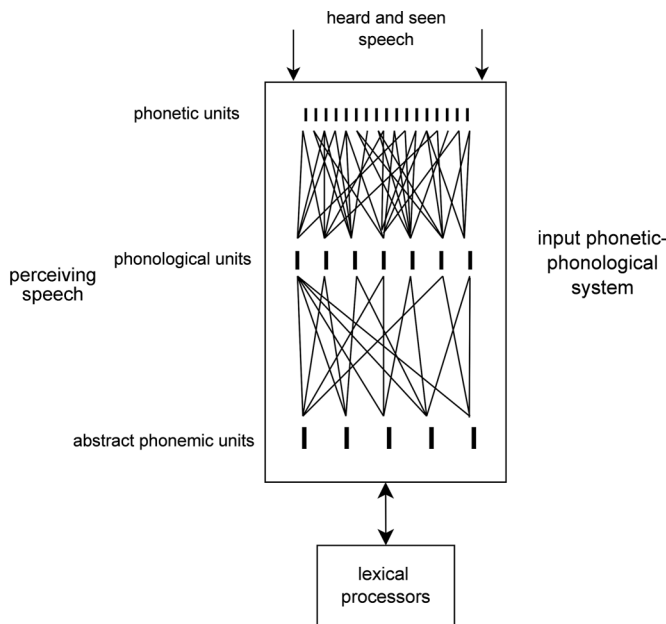 heard and seen
speech
phonetic units
phonological units
perceiving
speech
input phonetic-
phonological
system
abstract phonemic units
lexical
processors